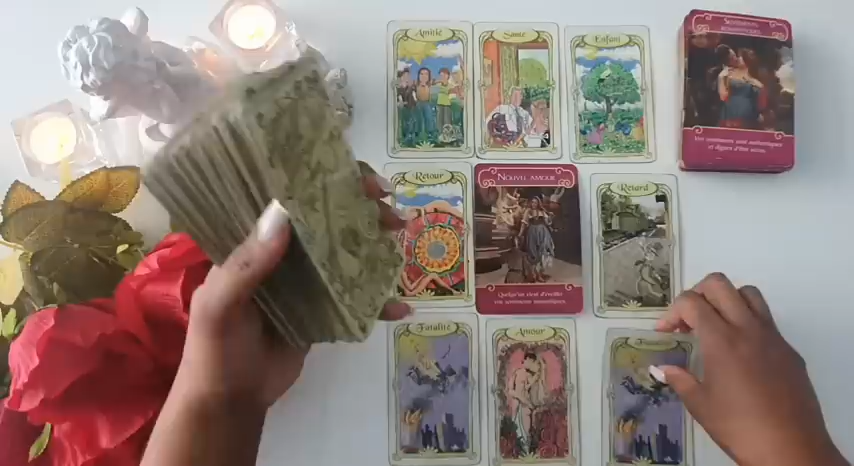 Amitié
Santé
Enfant
Sentiments
romantiques
Vos sentiments sont authentiques
et dignes d'être suivis.
Retour
Nouvel amour
Retard
Quelqu'un vient d'éveiller
vos sentiments romantiques.
Fatalité
Amour